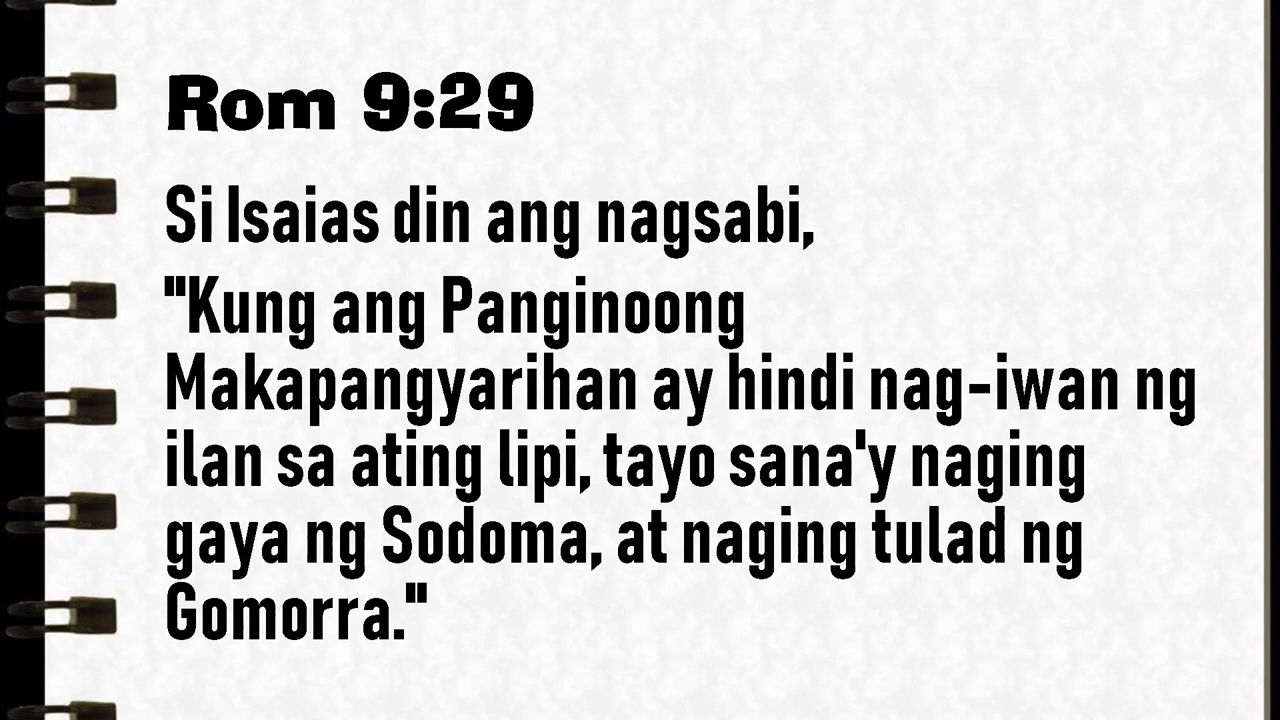 Rom 9:29
Si Isaias din ang nagsabi,
"Kung ang Panginoong
Makapangyarihan ay hindi nag-iwan ng
ilan sa ating lipi, tayo sana'y naging
gaya ng Sodoma, at naging tulad ng
Gomorra."